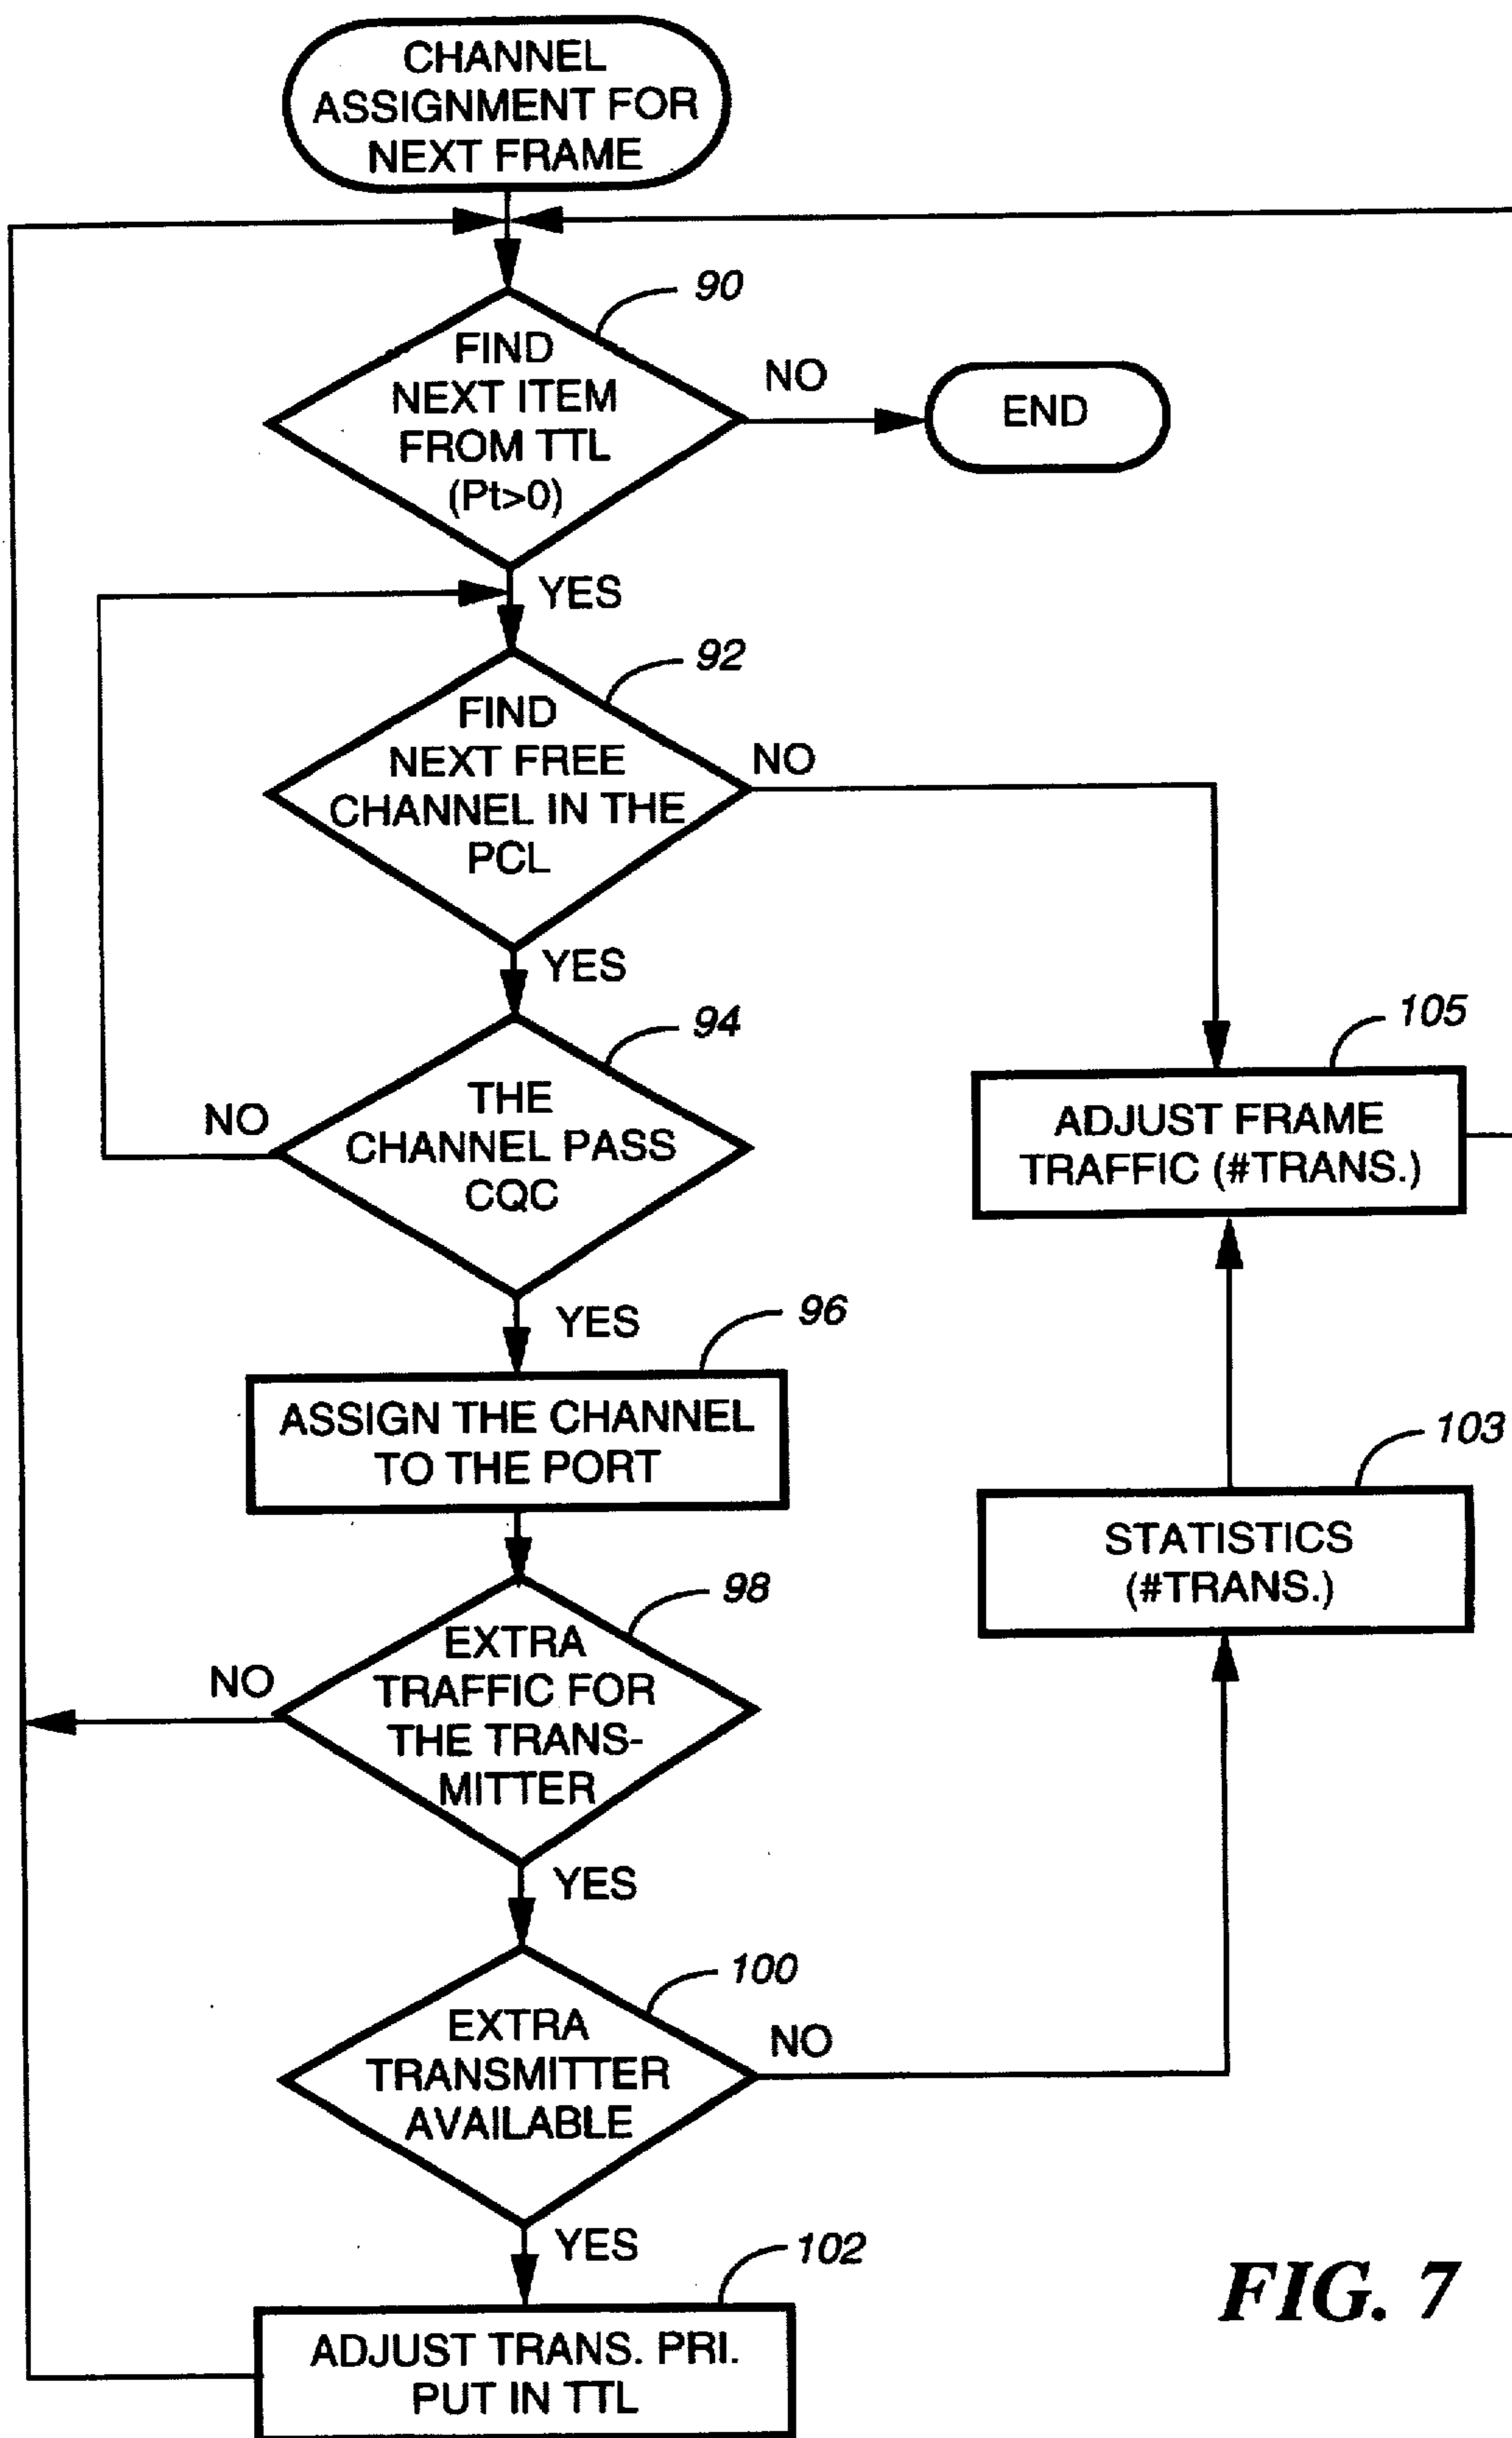 CHANNEL
ASSIGNMENT FOR
NEXT FRAME
90
FIND
NEXT ITEM
FROM TTL
(Pt>0)
NO
END
YES
92
FIND
NEXT FREE
CHANNEL IN THE
PCL
NO
YES
94
THE
CHANNEL PASS
CQC
NO
105
ADJUST FRAME
TRAFFIC (#TRANS.)
YES
96
ASSIGN THE CHANNEL
TO THE PORT
103
STATISTICS
(#TRANS.)
98
EXTRA
TRAFFIC FOR
THE TRANS-
MITTER
NO
YES
100
EXTRA
TRANSMITTER
AVAILABLE
NO
YES
102
ADJUST TRANS. PRI.
PUT IN TTL
FIG. 7